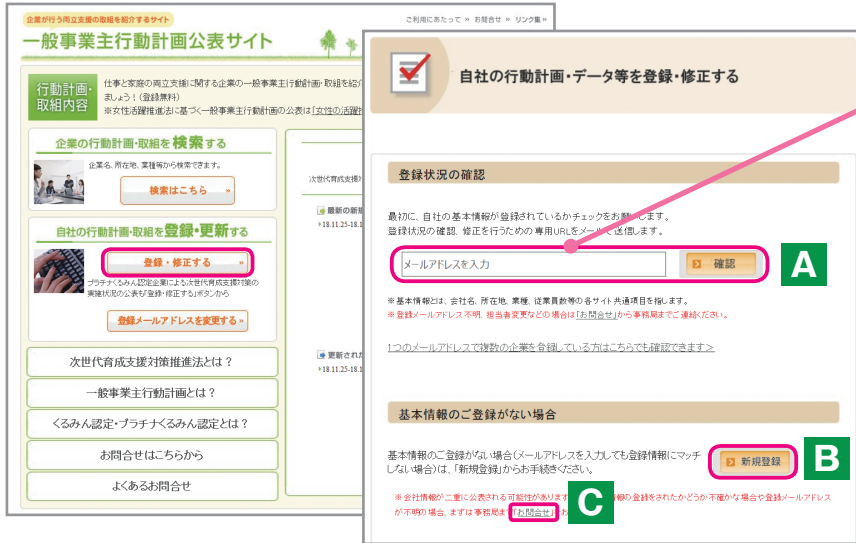 企業が行う両立支援の取組を紹介するサイト
ご利用にあたって » お問合せ » リンク集»
一般事業主行動計画公表サイト
行動計画・
取組内容
仕事と家庭の両立支援に関する企業の一般事業主行動計画・取組を紹介
ましょう！(登録無料)
※女性活躍推進法に基づく一般事業主行動計画の公表は「女性の活躍
企業の行動計画・取組を検索する
企業名、所在地、業種等から検索できます。
検索はこちら »
自社の行動計画・取組を登録・更新する
登録・修正する »
プラチナくるみん認定企業による次世代育成支援対策の
実施状況の公表も「登録・修正する」ボタンから
登録メールアドレスを変更する »
次世代育成支援対策推進法とは？
一般事業主行動計画とは？
くるみん認定・プラチナくるみん認定とは？
お問合せはこちらから
よくあるお問合せ
次世代育成支援
最新の新規
18.11.25-18.1
更新された
18.11.25-18.1
自社の行動計画・データ等を登録・修正する
登録状況の確認
最初に、自社の基本情報が登録されているかチェックをお願いします。
登録状況の確認、修正を行うための専用URLをメールで送信します。
メールアドレスを入力
確認
A
※基本情報とは、会社名、所在地、業種、従業員数等の各サイト共通項目を指します。
※登録メールアドレス不明、担当者変更などの場合は「お問合せ」から事務局までご連絡ください。
1つのメールアドレスで複数の企業を登録している方はこちらでも確認できます＞
基本情報のご登録がない場合
基本情報のご登録がない場合(メールアドレスを入力しても登録情報にマッチ
しない場合)は、「新規登録」からお手続きください。
新規登録
B
※会社情報が二重に公表される可能性があります 報の登録をされたかどうか不確かな場合や登録メールアドレス
が不明の場合、まずは事務局まで「お問合せ」をお
C